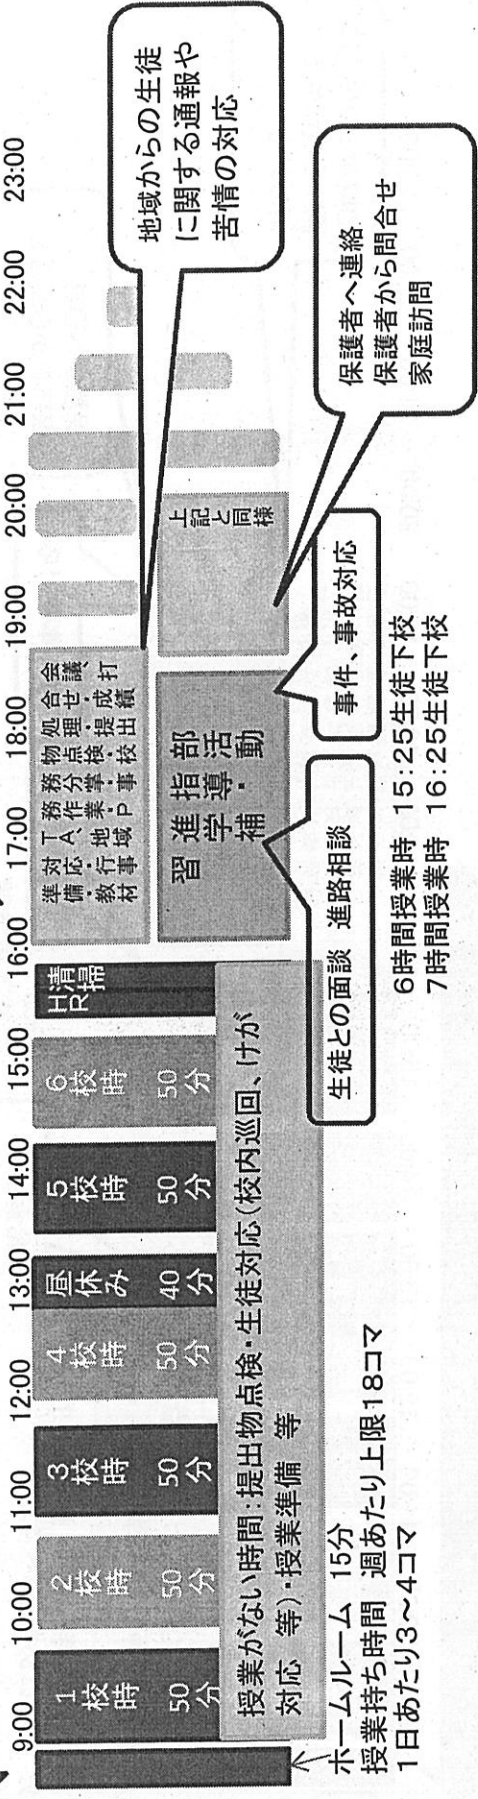 9:00 10:00 11:00 12:00 13:00 14:00 15:00 16:00 17:00 18:00 19:00 20:00 21:00 22:00 23:00
1校時 50分
2校時 50分
3校時 50分
4校時 50分
昼休み 40分
5校時 50分
6校時 50分
HR清掃
授業がない時間:提出物点検・生徒対応(校内巡回、けが
対応 等)・授業準備 等
会議、打
合せ・成績
処理・提出
物点検・校
務分掌・事
務作業・P
TA、地域
対応・行事
準備・教材
部活動・
指導・補
進学
習
上記と同様
地域からの生徒
に関する通報や
苦情の対応
保護者へ連絡
保護者から問合せ
家庭訪問
事件、事故対応
生徒との面談 進路相談
ホームルーム 15分
授業持ち時間 週あたり上限18コマ
1日あたり3~4コマ
6時間授業時 15:25生徒下校
7時間授業時 16:25生徒下校